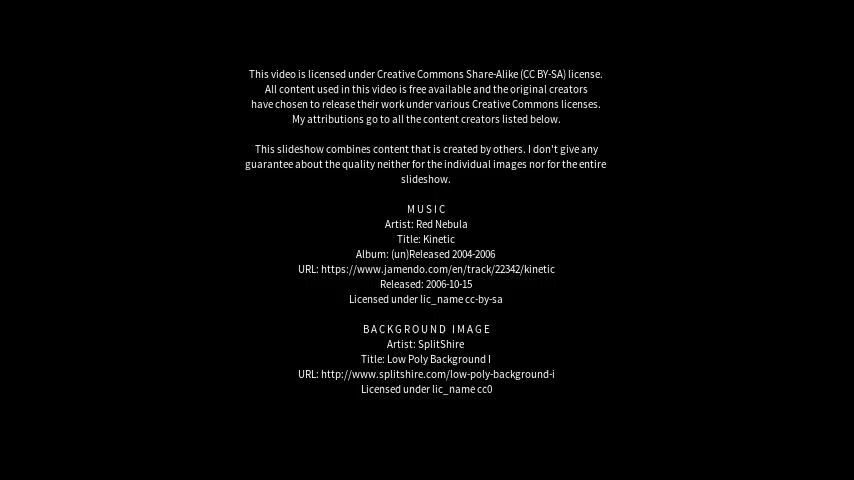 This video is licensed under Creative Commons Share-Alike (CC BY-SA) license.
All content used in this video is free available and the original creators
have chosen to release their work under various Creative Commons licenses.
My attributions go to all the content creators listed below.
This slideshow combines content that is created by others. I don't give any
guarantee about the quality neither for the individual images nor for the entire
slideshow.
MUSIC
Artist: Red Nebula
Title: Kinetic
Album: (un)Released 2004-2006
URL: https://www.jamendo.com/en/track/22342/kinetic
Released: 2006-10-15
Licensed under lic_name cc-by-sa
BACKGROUND IMAGE
Artist: SplitShire
Title: Low Poly Background I
URL: http://www.splitshire.com/low-poly-background-i
Licensed under lic_name cc0